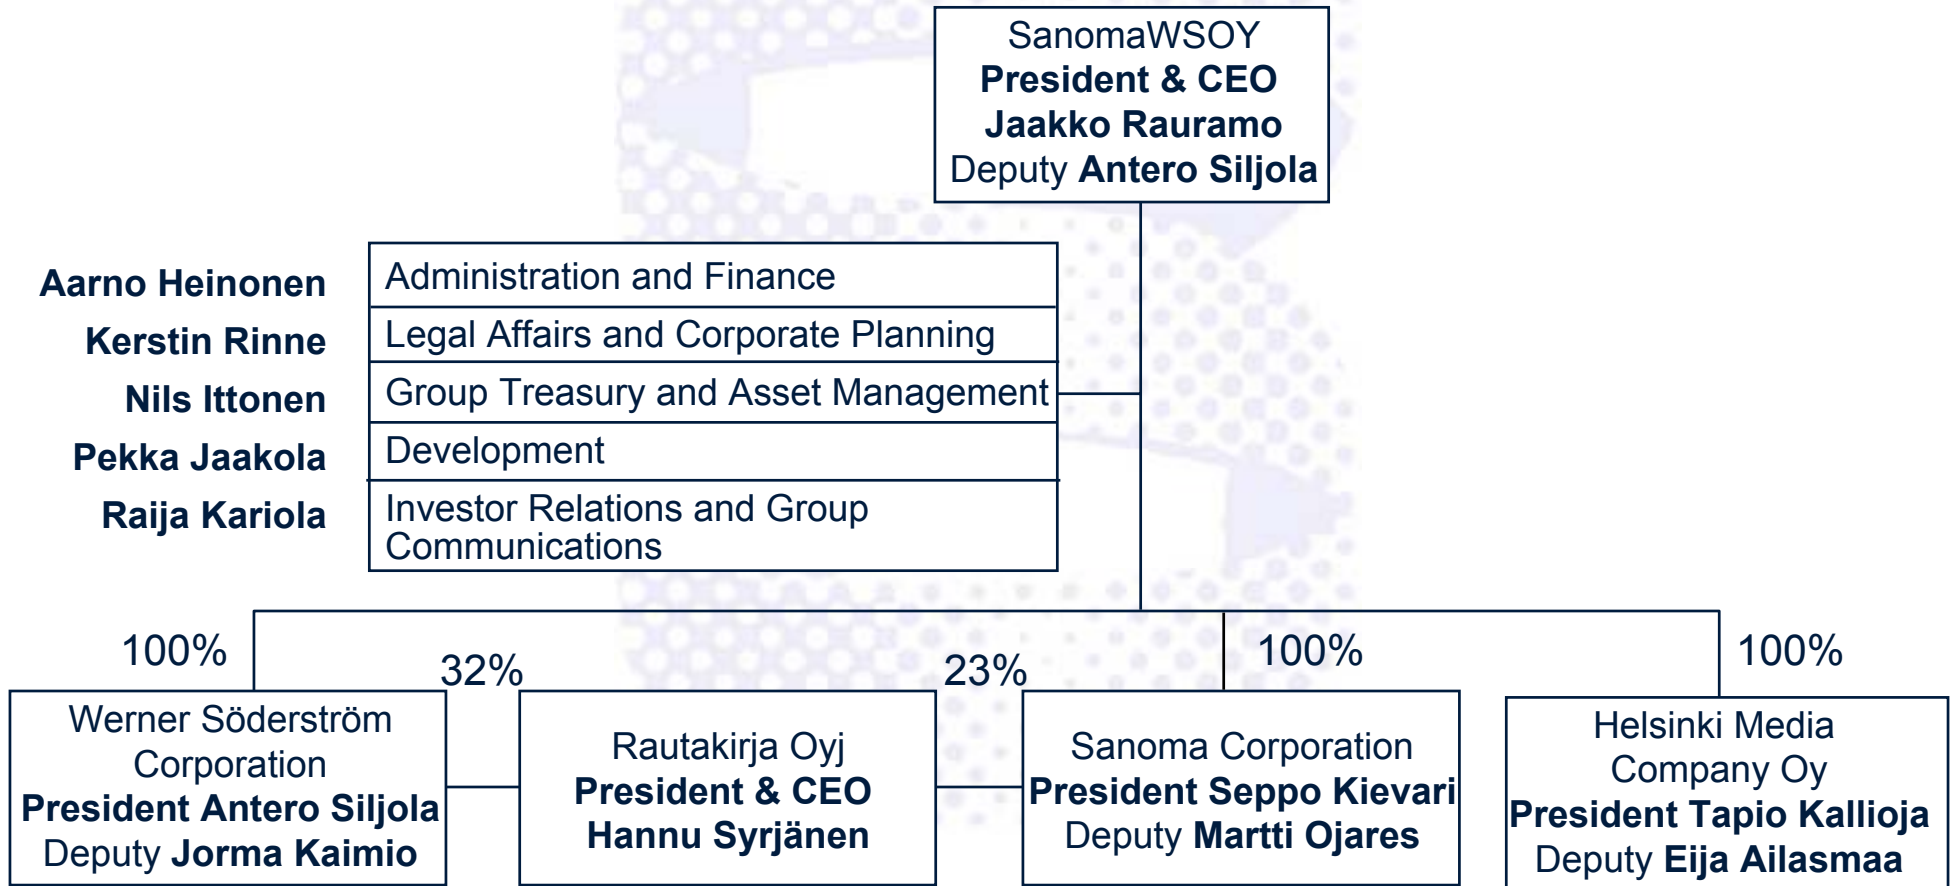 SanomaWSOY
President & CEO
Jaakko Rauramo
Deputy Antero Siljola
Aarno Heinonen
Administration and Finance
Kerstin Rinne
Legal Affairs and Corporate Planning
Nils Ittonen
Group Treasury and Asset Management
Pekka Jaakola
Development
Raija Kariola
Investor Relations and Group
Communications
100%
32%
23%
100%
100%
Werner Söderström
Corporation
President Antero Siljola
Deputy Jorma Kaimio
Rautakirja Oyj
President & CEO
Hannu Syrjänen
Sanoma Corporation
President Seppo Kievari
Deputy Martti Ojares
Helsinki Media
Company Oy
President Tapio Kallioja
Deputy Eija Ailasmaa